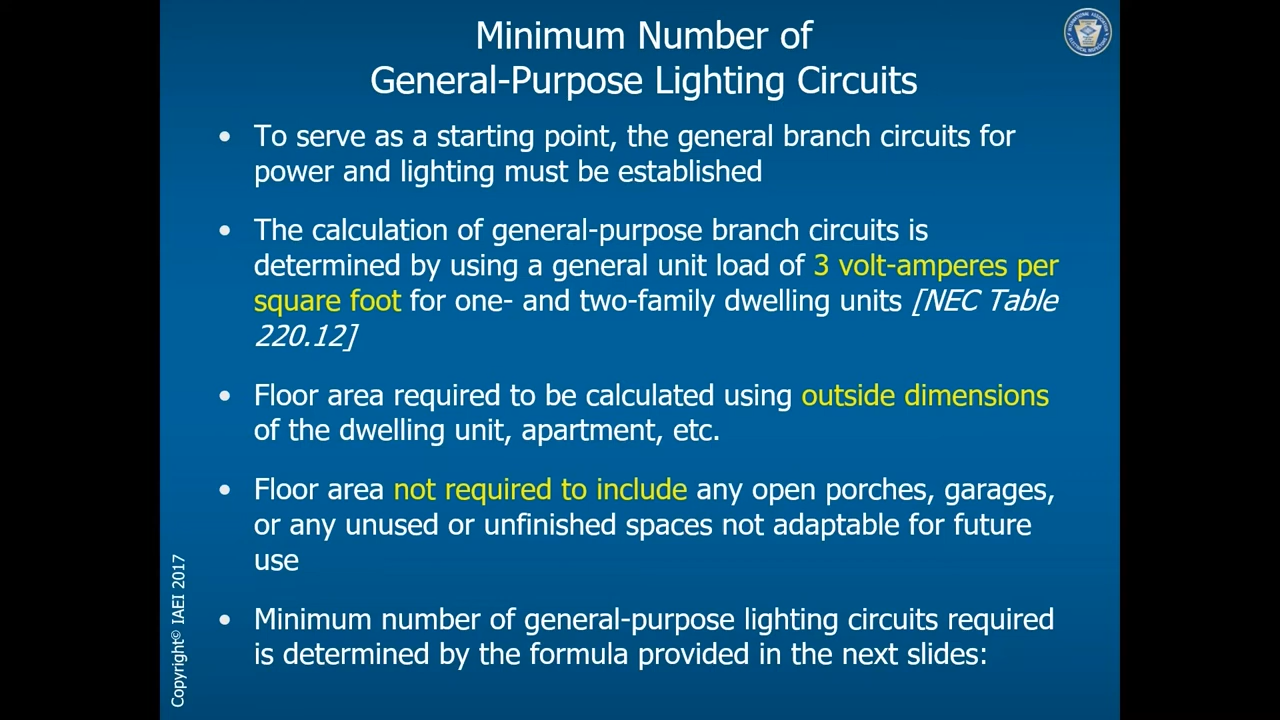 Minimum Number of
General-Purpose Lighting Circuits
• To serve as a starting point, the general branch circuits for
power and lighting must be established
• The calculation of general-purpose branch circuits is
determined by using a general unit load of 3 volt-amperes per
square foot for one- and two-family dwelling units [NEC Table
220.12]
• Floor area required to be calculated using outside dimensions
of the dwelling unit, apartment, etc.
• Floor area not required to include any open porches, garages,
or any unused or unfinished spaces not adaptable for future
use
• Minimum number of general-purpose lighting circuits required
is determined by the formula provided in the next slides:
Copyright© IAEI 2017